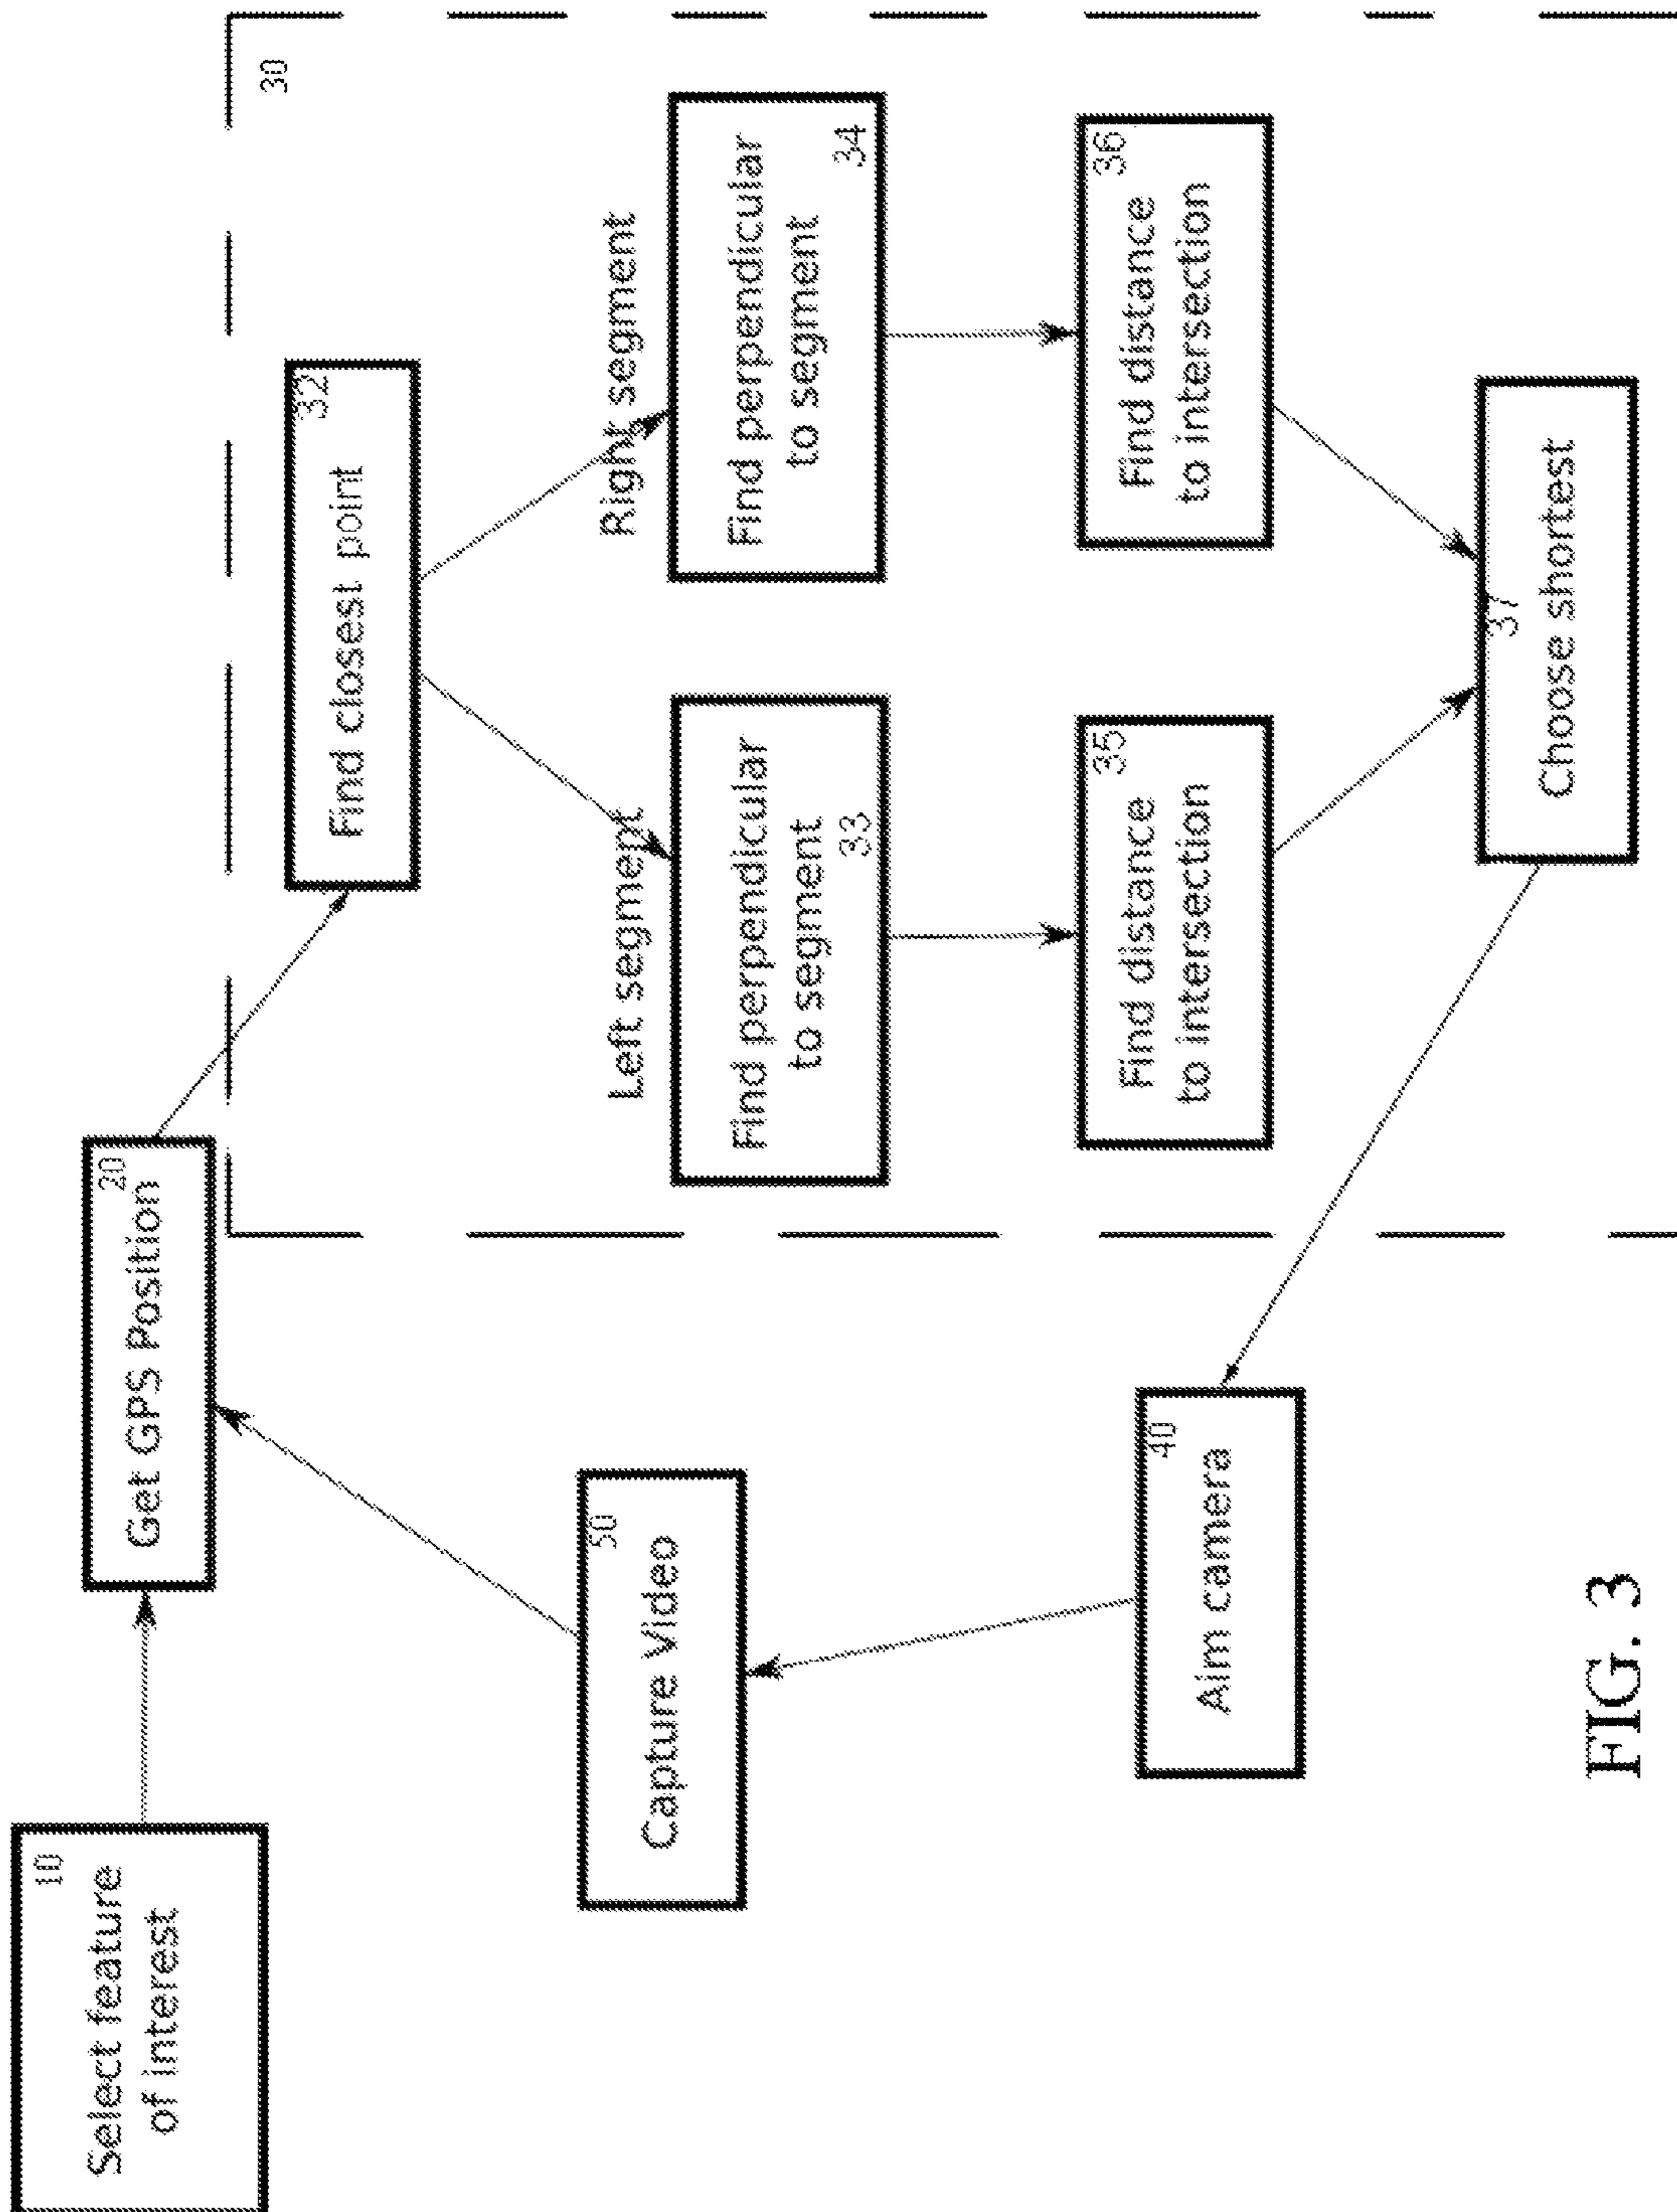 10
Select feature
of interest
20
Get GPS Position
30
32
Find closest point
Left segment
Right segment
Find perpendicular
to segment
33
Find perpendicular
to segment
34
35
Find distance
to intersection
36
Find distance
to intersection
37
Choose shortest
40
Aim camera
50
Capture Video
FIG. 3